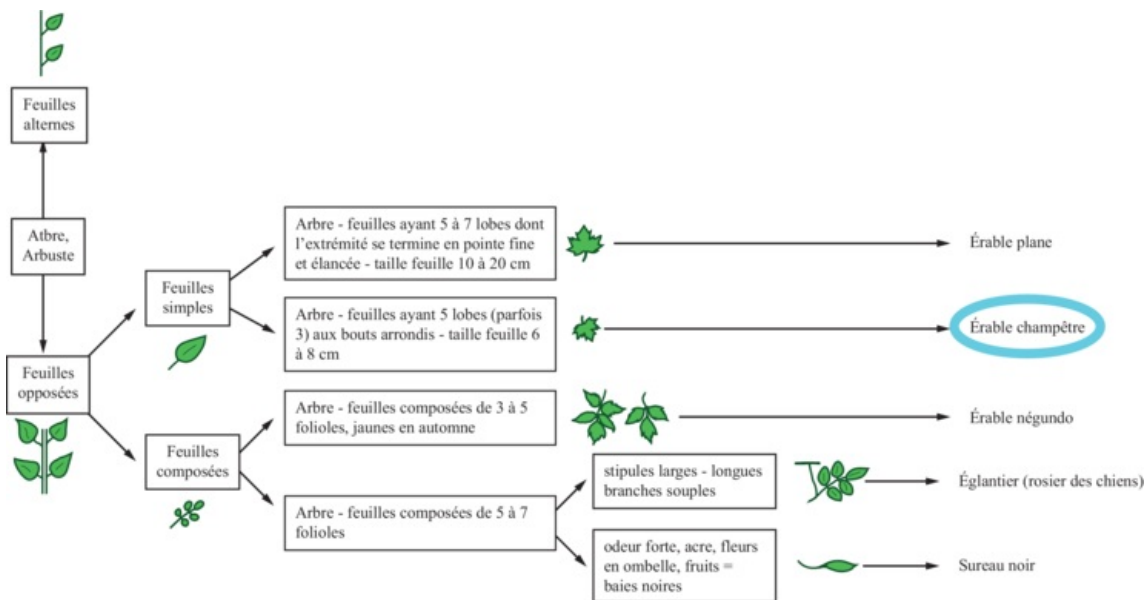 Feuilles
alternes
Atbre,
Arbuste
Feuilles
opposées
Feuilles
simples
Feuilles
composées
Arbre - feuilles ayant 5 à 7 lobes dont
l'extrémité se termine en pointe fine
et élancée - taille feuille 10 à 20 cm
Érable plane
Arbre - feuilles ayant 5 lobes (parfois
3) aux bouts arrondis - taille feuille 6
à 8 cm
Érable champêtre
Arbre - feuilles composées de 3 à 5
folioles, jaunes en automne
Érable négundo
Arbre - feuilles composées de 5 à 7
folioles
stipules larges - longues
branches souples
Églantier (rosier des chiens)
odeur forte, acre, fleurs
en ombelle, fruits =
baies noires
Sureau noir